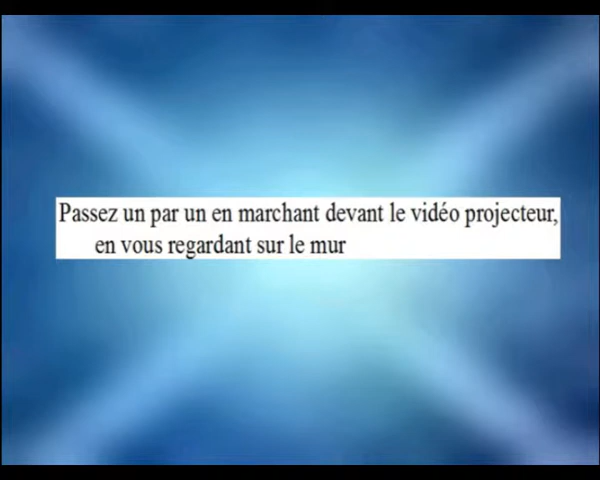 Passez un par un en marchant devant le vidéo projecteur,
en vous regardant sur le mur